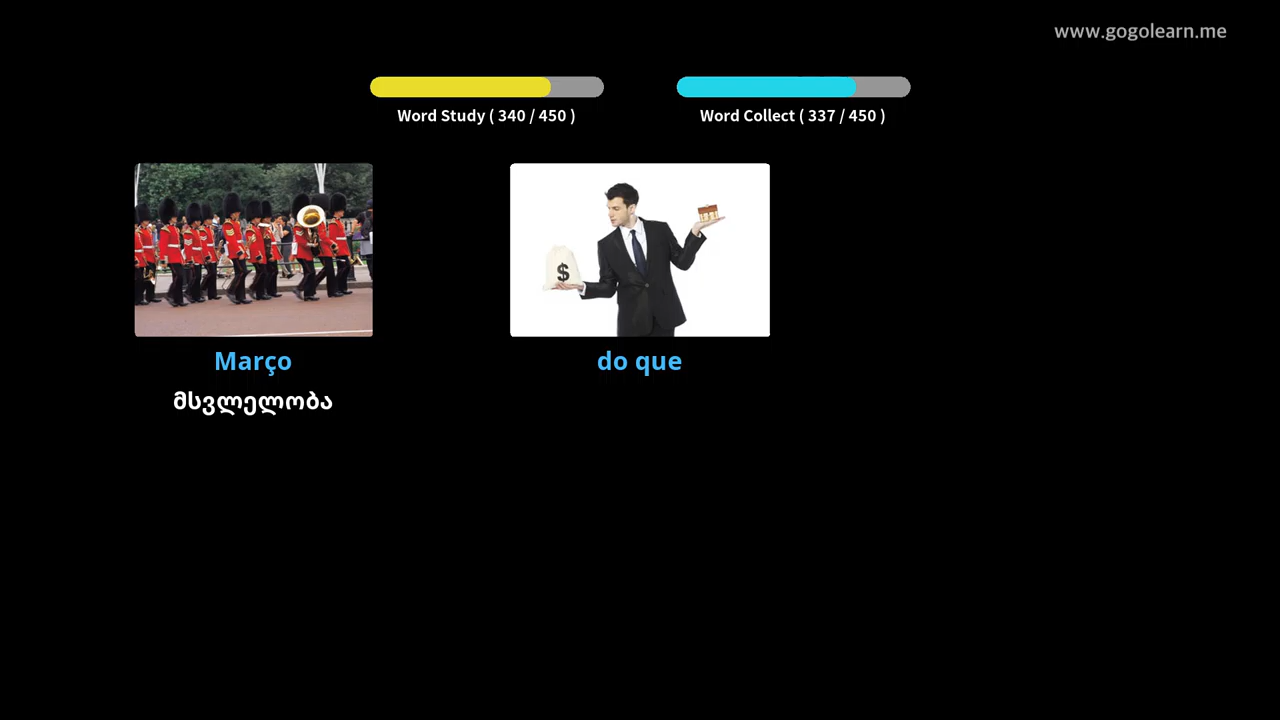 www.gogolearn.me
Word Study ( 340 / 450 )
Word Collect ( 337 / 450 )
$
Março
do que
მსვლელობა